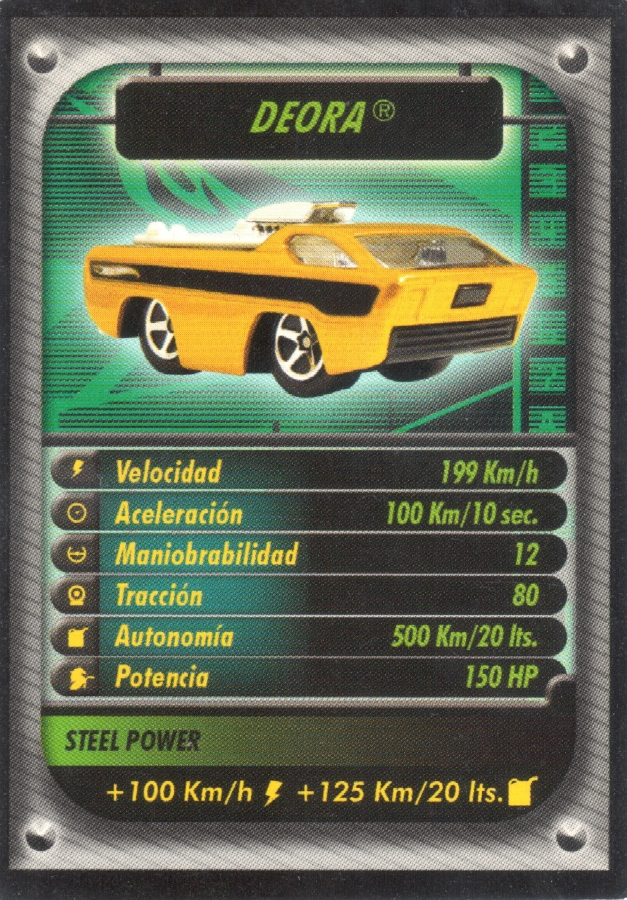 DEORA®
Velocidad 199 Km/h
Aceleración 100 Km/10 sec.
Maniobrabilidad 12
Tracción 80
Autonomía 500 Km/20 lts.
Potencia 150 HP
STEEL POWER
+100 Km/h +125 Km/20 lts.